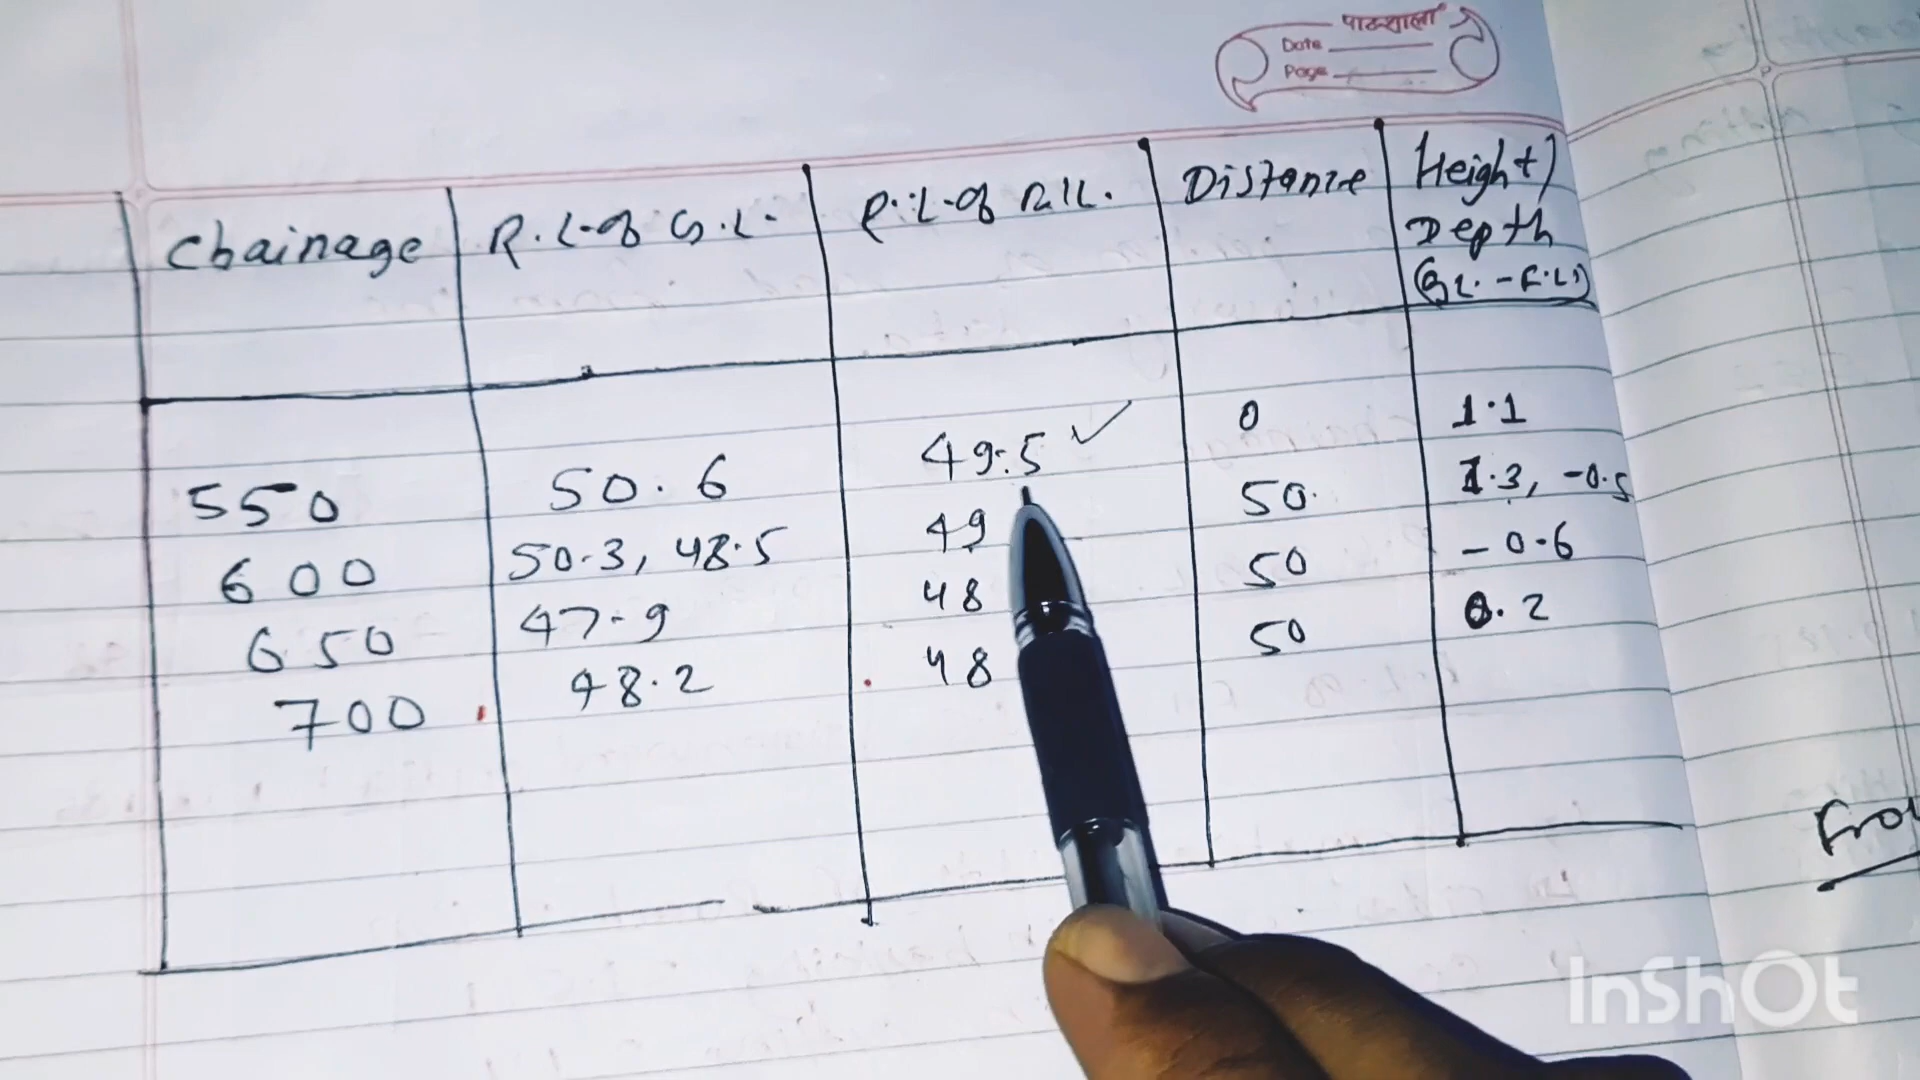 पाठशाला
Date
Page
Chainage R.L of G.L. R.L of F.L. Distance Height/
Depth
(G.L. - F.L.)
550 50.6 49.5 ✓ 0 1.1
600 50.3, 48.5 49 50 1.3, -0.5
650 47.9 48 50 -0.6
700 48.2 48 50 0.2
InShOt